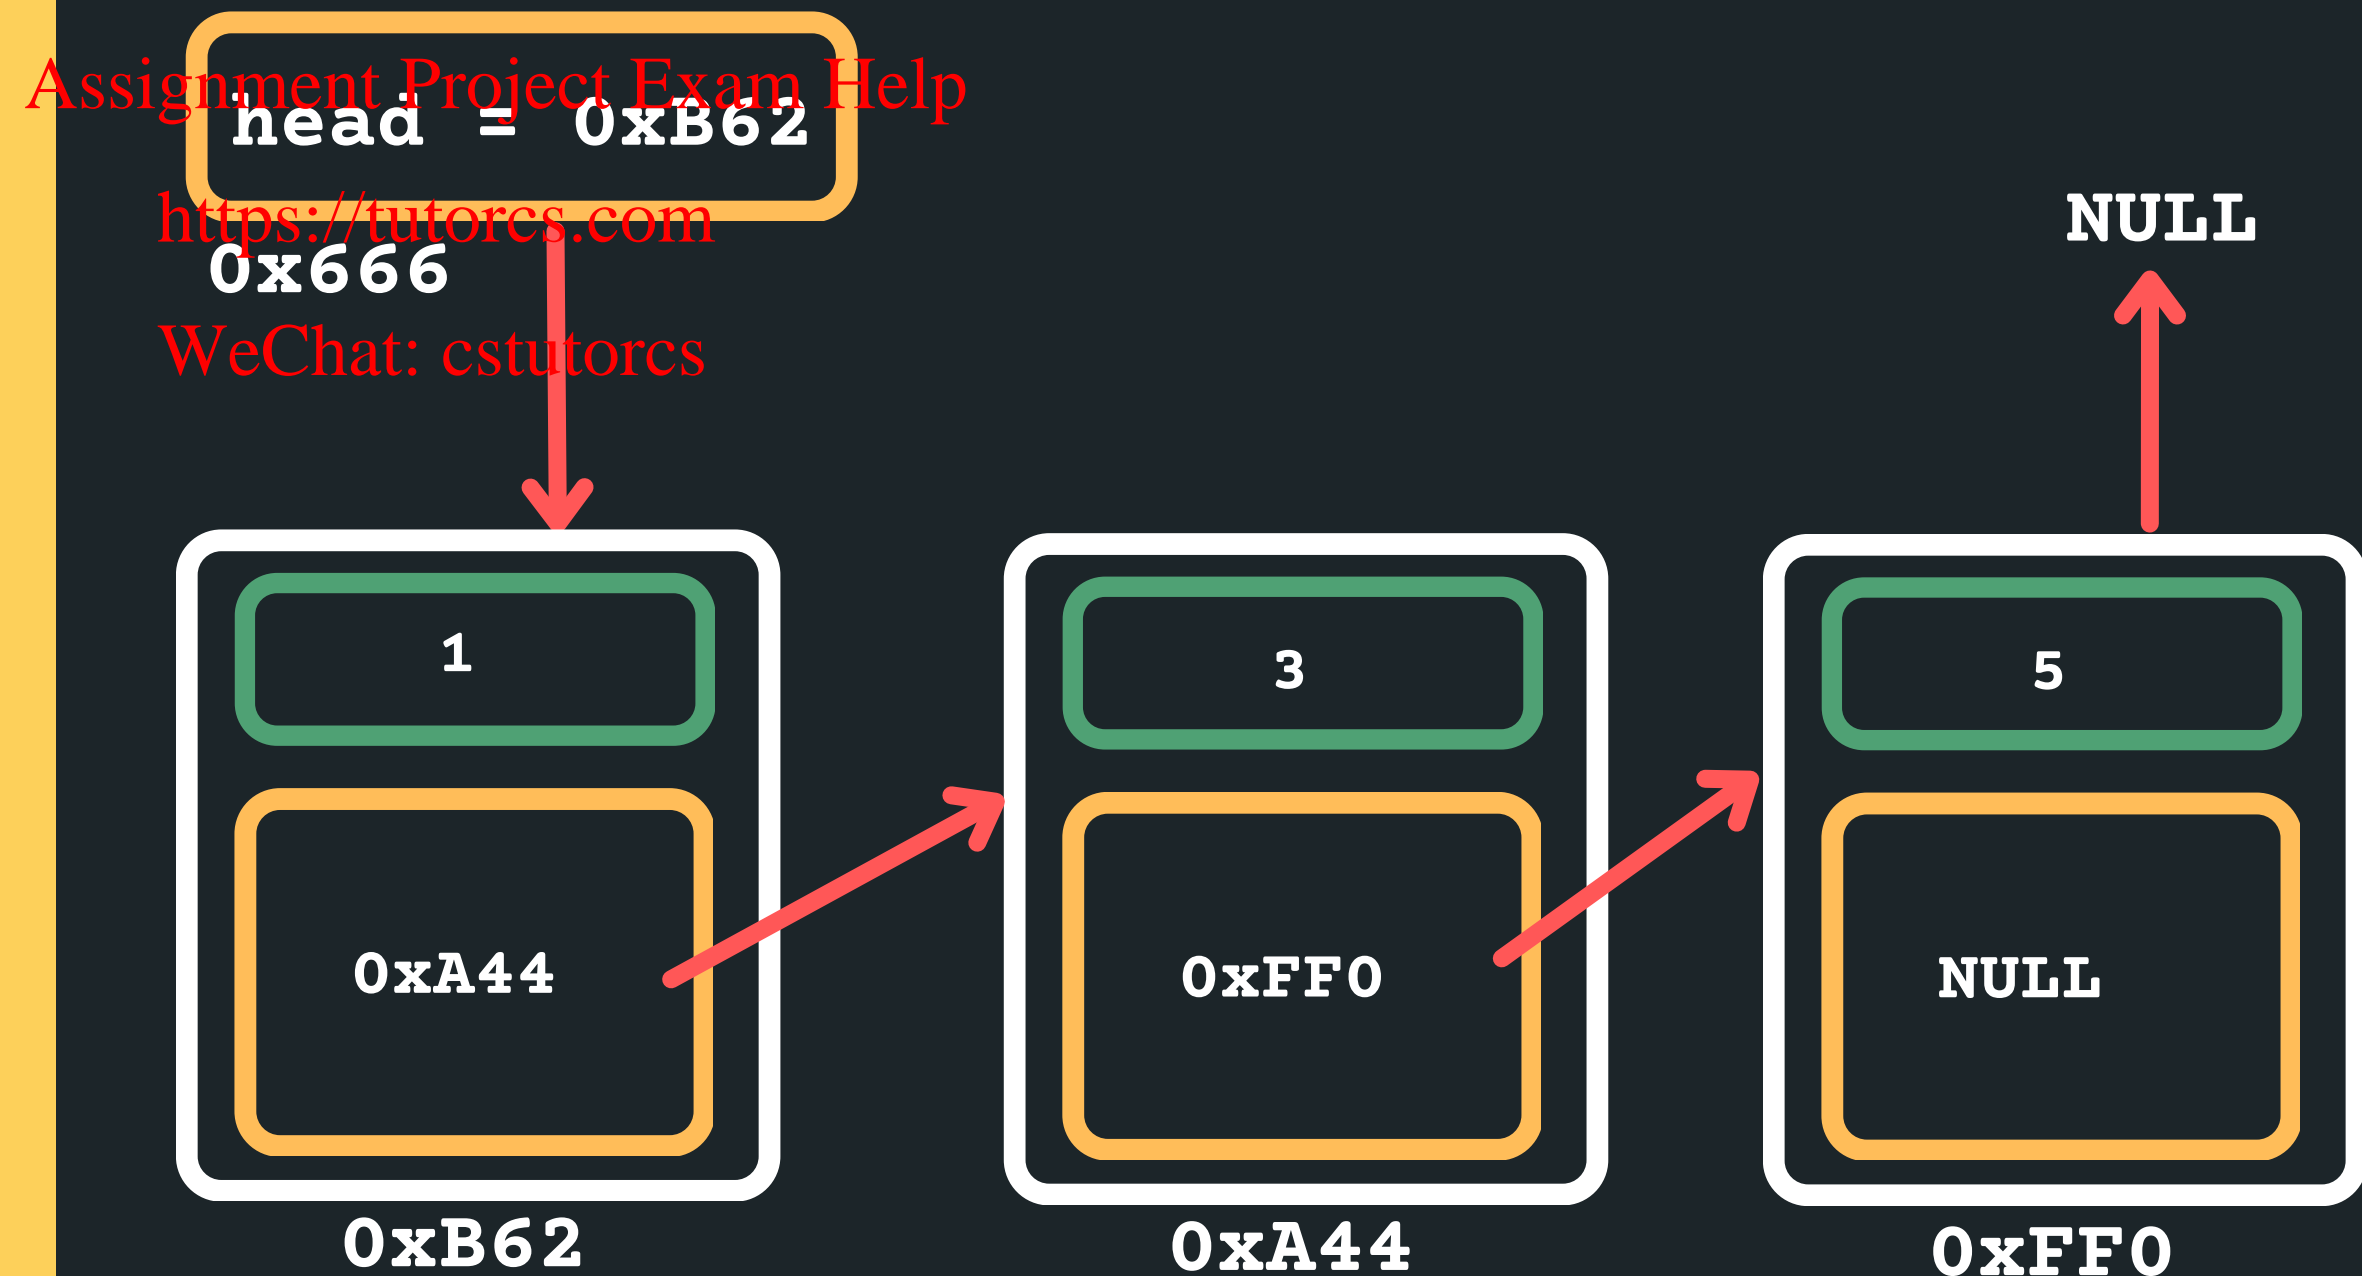 Assignment Project Exam Help
head = 0xB62
https://tutorcs.com
0x666
WeChat: cstutorcs
NULL
1
3
5
0xA44
0xFF0
NULL
0xB62
0xA44
0xFF0